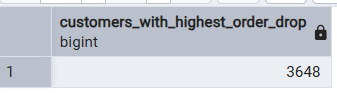 customers_with_highest_order_drop
bigint
1 3648